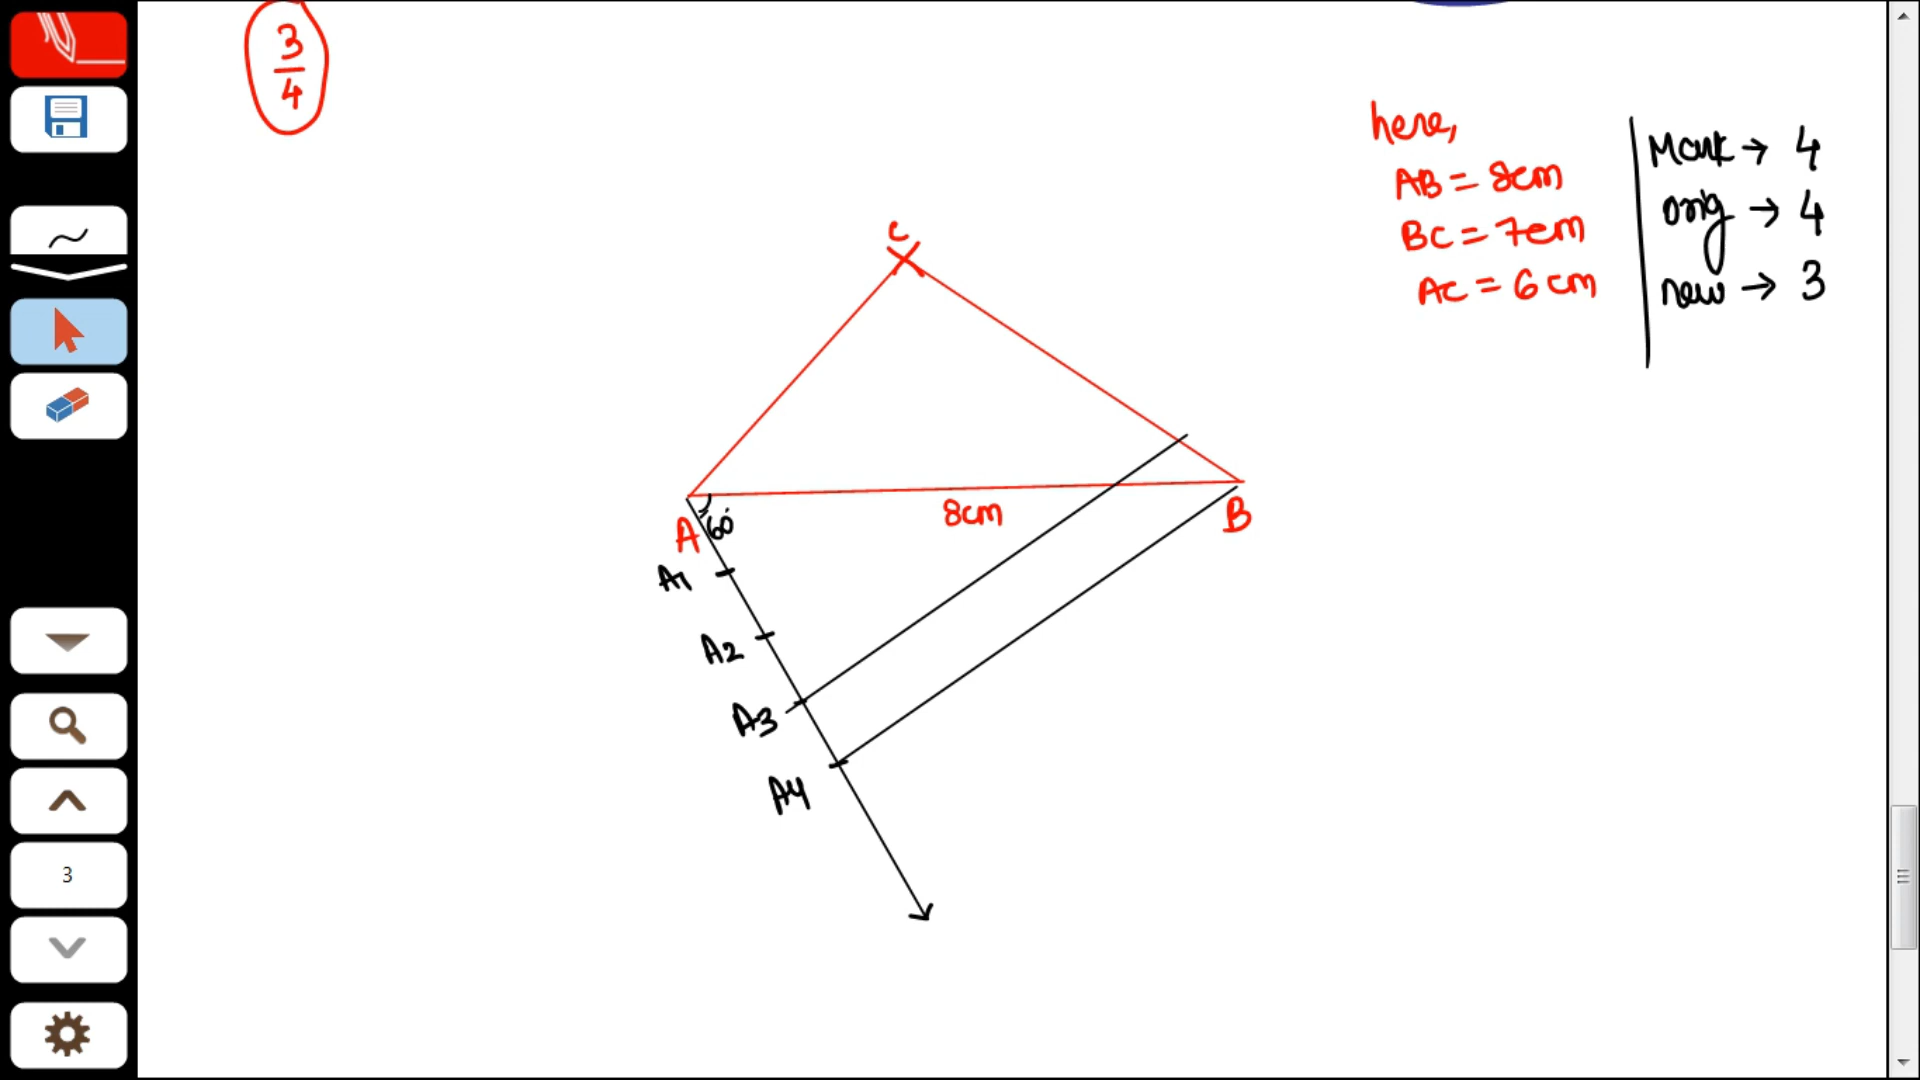 3
4
here,
AB = 8cm
BC = 7cm
AC = 6 cm
Mark → 4
orig → 4
new → 3
C
8cm
A
60°
B
A1
A2
A3
A4
3